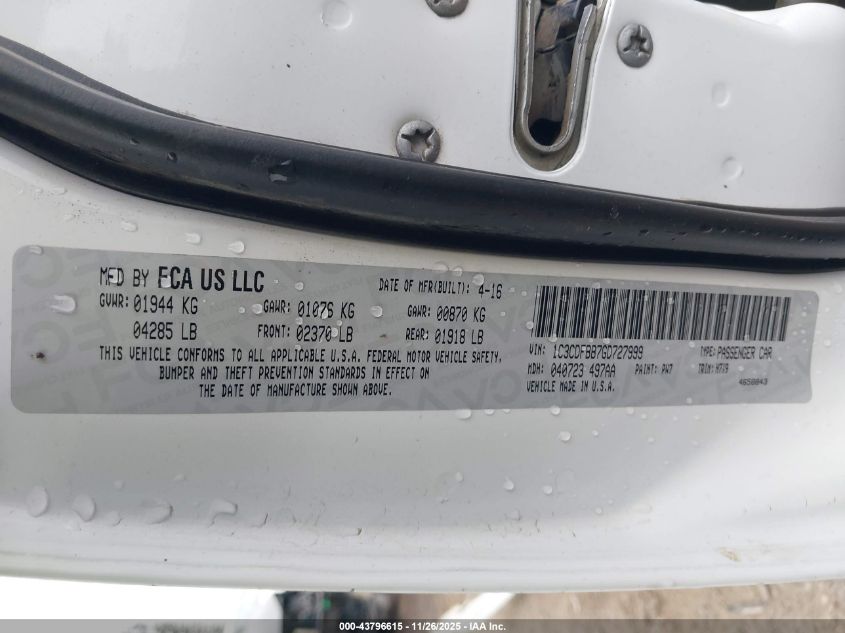 MFD BY FCA US LLC DATE OF MFR(BUILT): 4-16
GVWR: 01944 KG GAWR: 01076 KG GAWR: 00870 KG
04285 LB FRONT: 02370 LB REAR: 01918 LB
THIS VEHICLE CONFORMS TO ALL APPLICABLE U.S.A. FEDERAL MOTOR VEHICLE SAFETY,
BUMPER AND THEFT PREVENTION STANDARDS IN EFFECT ON
THE DATE OF MANUFACTURE SHOWN ABOVE.
VIN: 1C3CDFBB7GD727999 TYPE: PASSENGER CAR
MDH: 040723 497AA PAINT: PW7 TRIM: H7X9
VEHICLE MADE IN U.S.A. 4658843
000-43796615 - 11/26/2025 - IAA Inc.